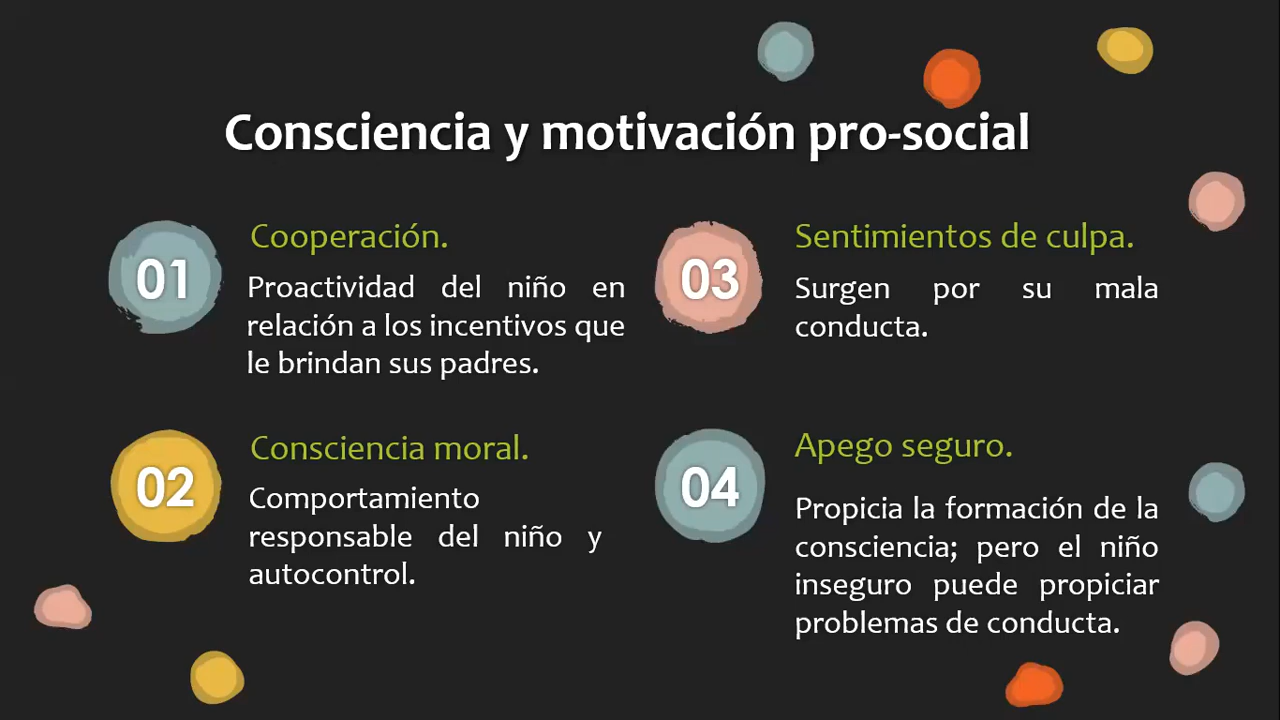 Consciencia y motivación pro-social
01
Cooperación.
Proactividad del niño en
relación a los incentivos que
le brindan sus padres.
02
Consciencia moral.
Comportamiento
responsable del niño y
autocontrol.
03
Sentimientos de culpa.
Surgen por su mala
conducta.
04
Apego seguro.
Propicia la formación de la
consciencia; pero el niño
inseguro puede propiciar
problemas de conducta.